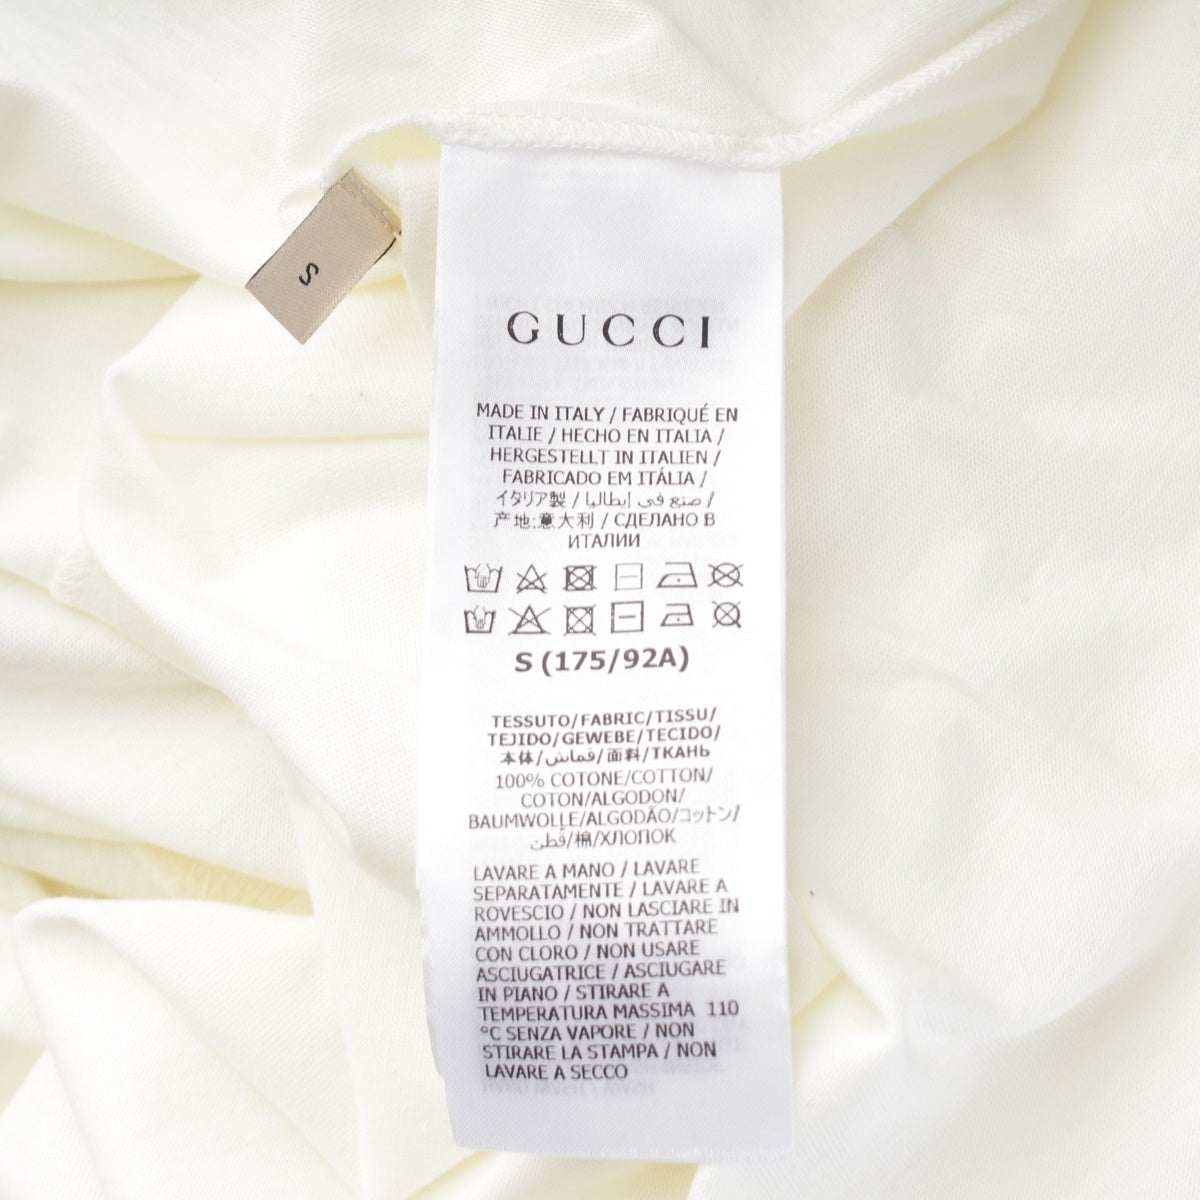 S
GUCCI
MADE IN ITALY / FABRIQUÉ EN
ITALIE / HECHO EN ITALIA /
HERGESTELLT IN ITALIEN /
FABRICADO EM ITÁLIA /
イタリア製 / صنع في إيطاليا /
产地:意大利 / СДЕЛАНО В
ИТАЛИИ
S (175/92A)
TESSUTO/FABRIC/TISSU/
TEJIDO/GEWEBE/TECIDO/
本体/قماش/面料/ТКАНЬ
100% COTONE/COTTON/
COTON/ALGODON/
BAUMWOLLE/ALGODÃO/コットン/
قطن/棉/ХЛОПОК
LAVARE A MANO / LAVARE
SEPARATAMENTE / LAVARE A
ROVESCIO / NON LASCIARE IN
AMMOLLO / NON TRATTARE
CON CLORO / NON USARE
ASCIUGATRICE / ASCIUGARE
IN PIANO / STIRARE A
TEMPERATURA MASSIMA 110
°C SENZA VAPORE / NON
STIRARE LA STAMPA / NON
LAVARE A SECCO